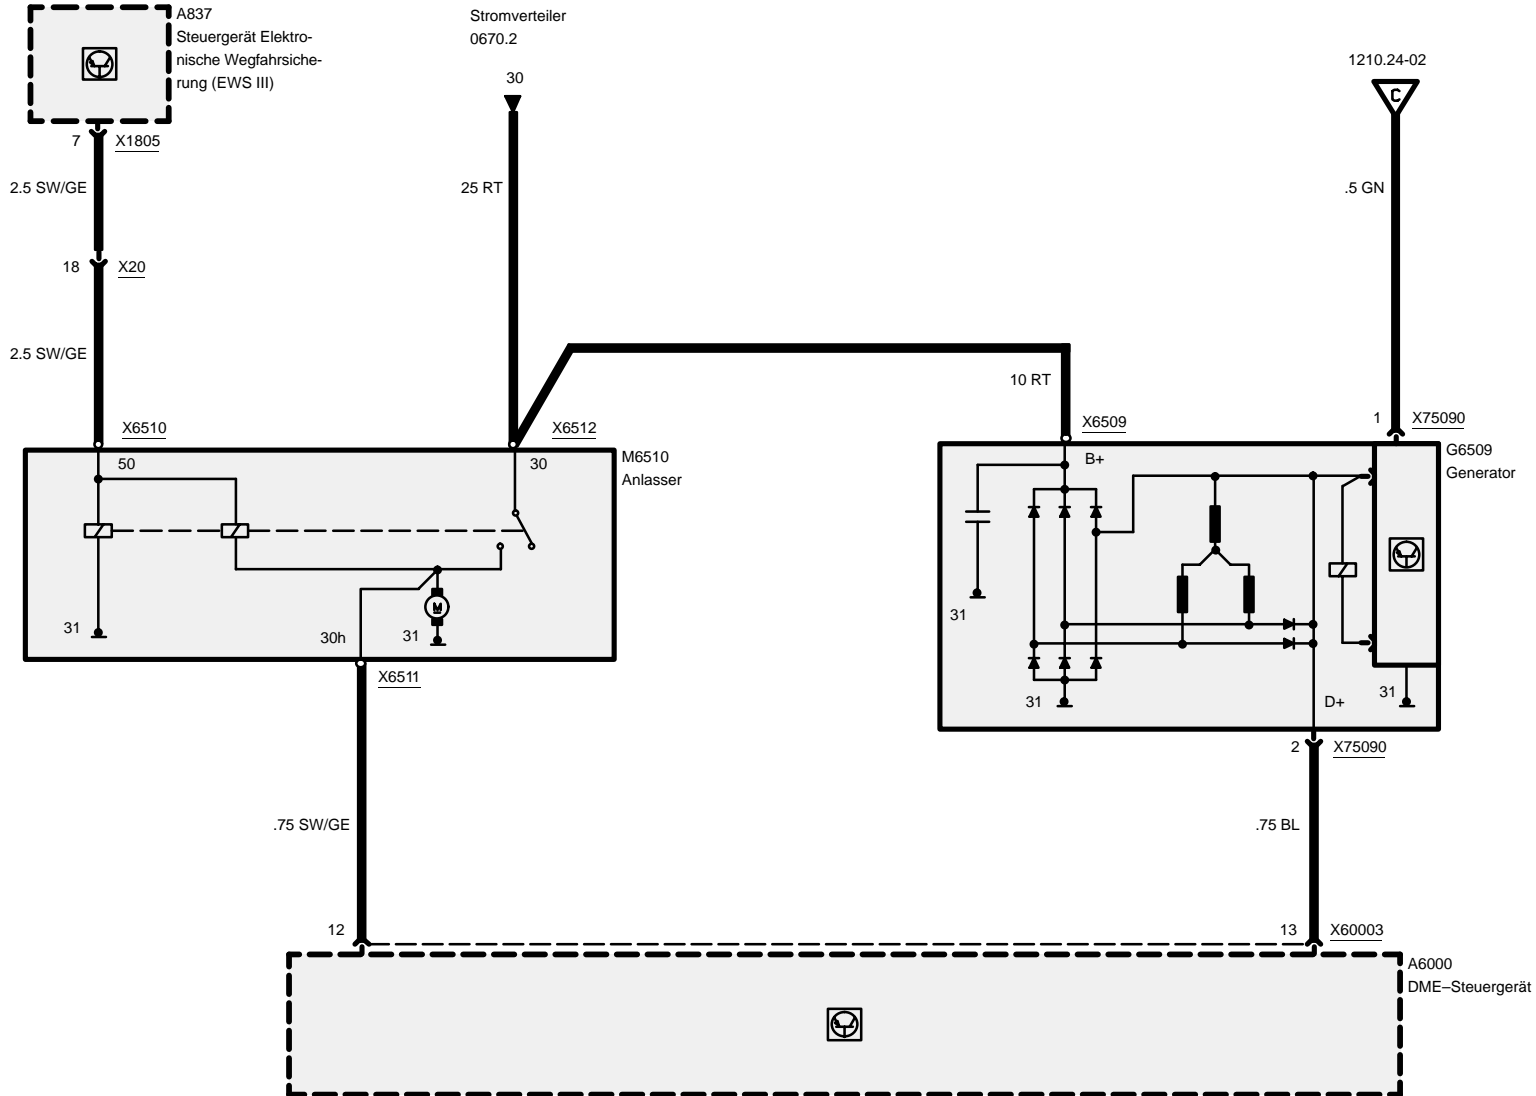 A837
Steuergerät Elektro-
nische Wegfahrsiche-
rung (EWS III)
Stromverteiler
0670.2
30
1210.24-02
C
7
X1805
2.5 SW/GE
25 RT
.5 GN
18
X20
2.5 SW/GE
10 RT
X6510
X6512
X6509
1
X75090
50
30
M6510
Anlasser
B+
G6509
Generator
M
31
30h
31
31
31
D+
31
X6511
2
X75090
.75 SW/GE
.75 BL
12
13
X60003
A6000
DME–Steuergerät